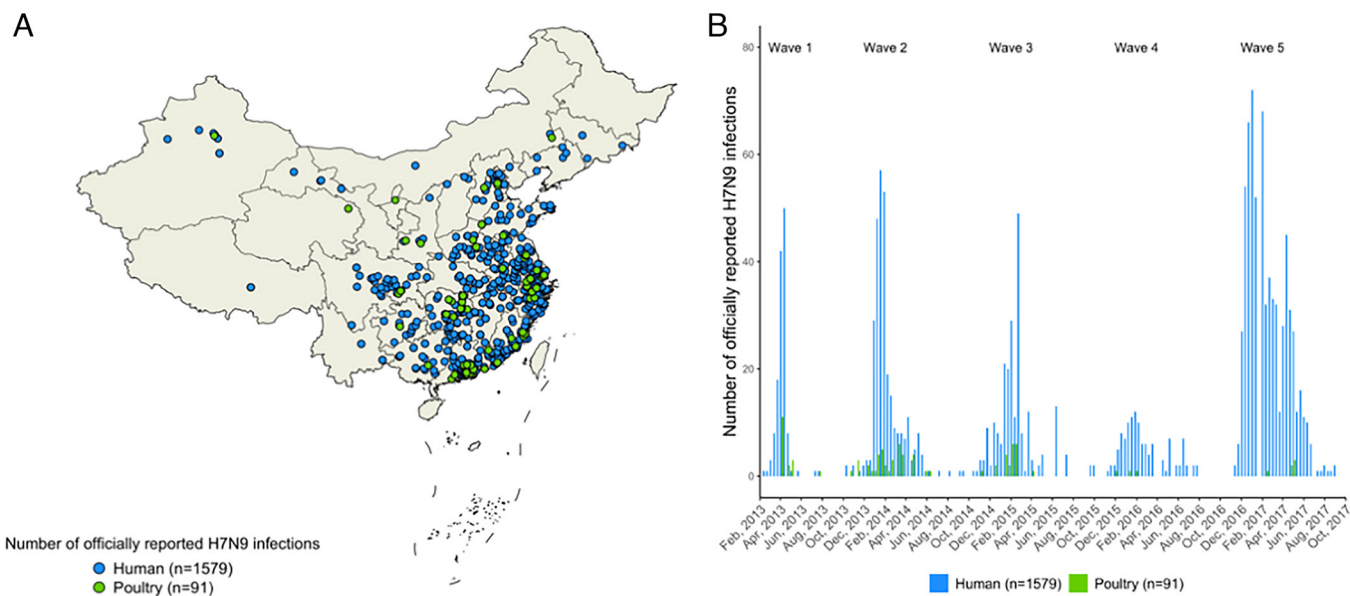 A
Number of officially reported H7N9 infections
Human (n=1579)
Poultry (n=91)
B
Number of officially reported H7N9 infections
80
60
40
20
0
Wave 1
Wave 2
Wave 3
Wave 4
Wave 5
Feb, 2013
Apr, 2013
Jun, 2013
Aug, 2013
Oct, 2013
Dec, 2013
Feb, 2014
Apr, 2014
Jun, 2014
Aug, 2014
Oct, 2014
Dec, 2014
Feb, 2015
Apr, 2015
Jun, 2015
Aug, 2015
Oct, 2015
Dec, 2015
Feb, 2016
Apr, 2016
Jun, 2016
Aug, 2016
Oct, 2016
Dec, 2016
Feb, 2017
Apr, 2017
Jun, 2017
Aug, 2017
Oct, 2017
Human (n=1579)
Poultry (n=91)